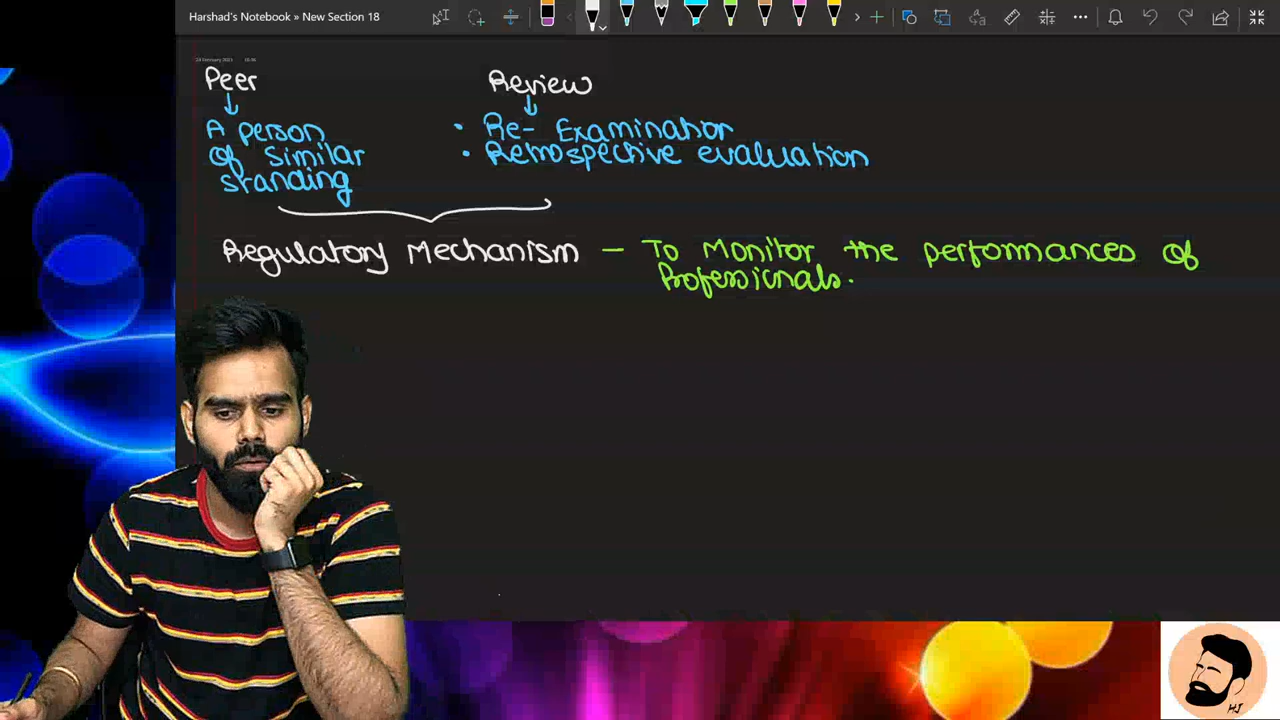 Harshad's Notebook » New Section 18
Peer Review
A person
of Similar
standing
• Re- Examination
• Retrospective evaluation
Regulatory Mechanism — To Monitor the performances of
Professionals.
HJ